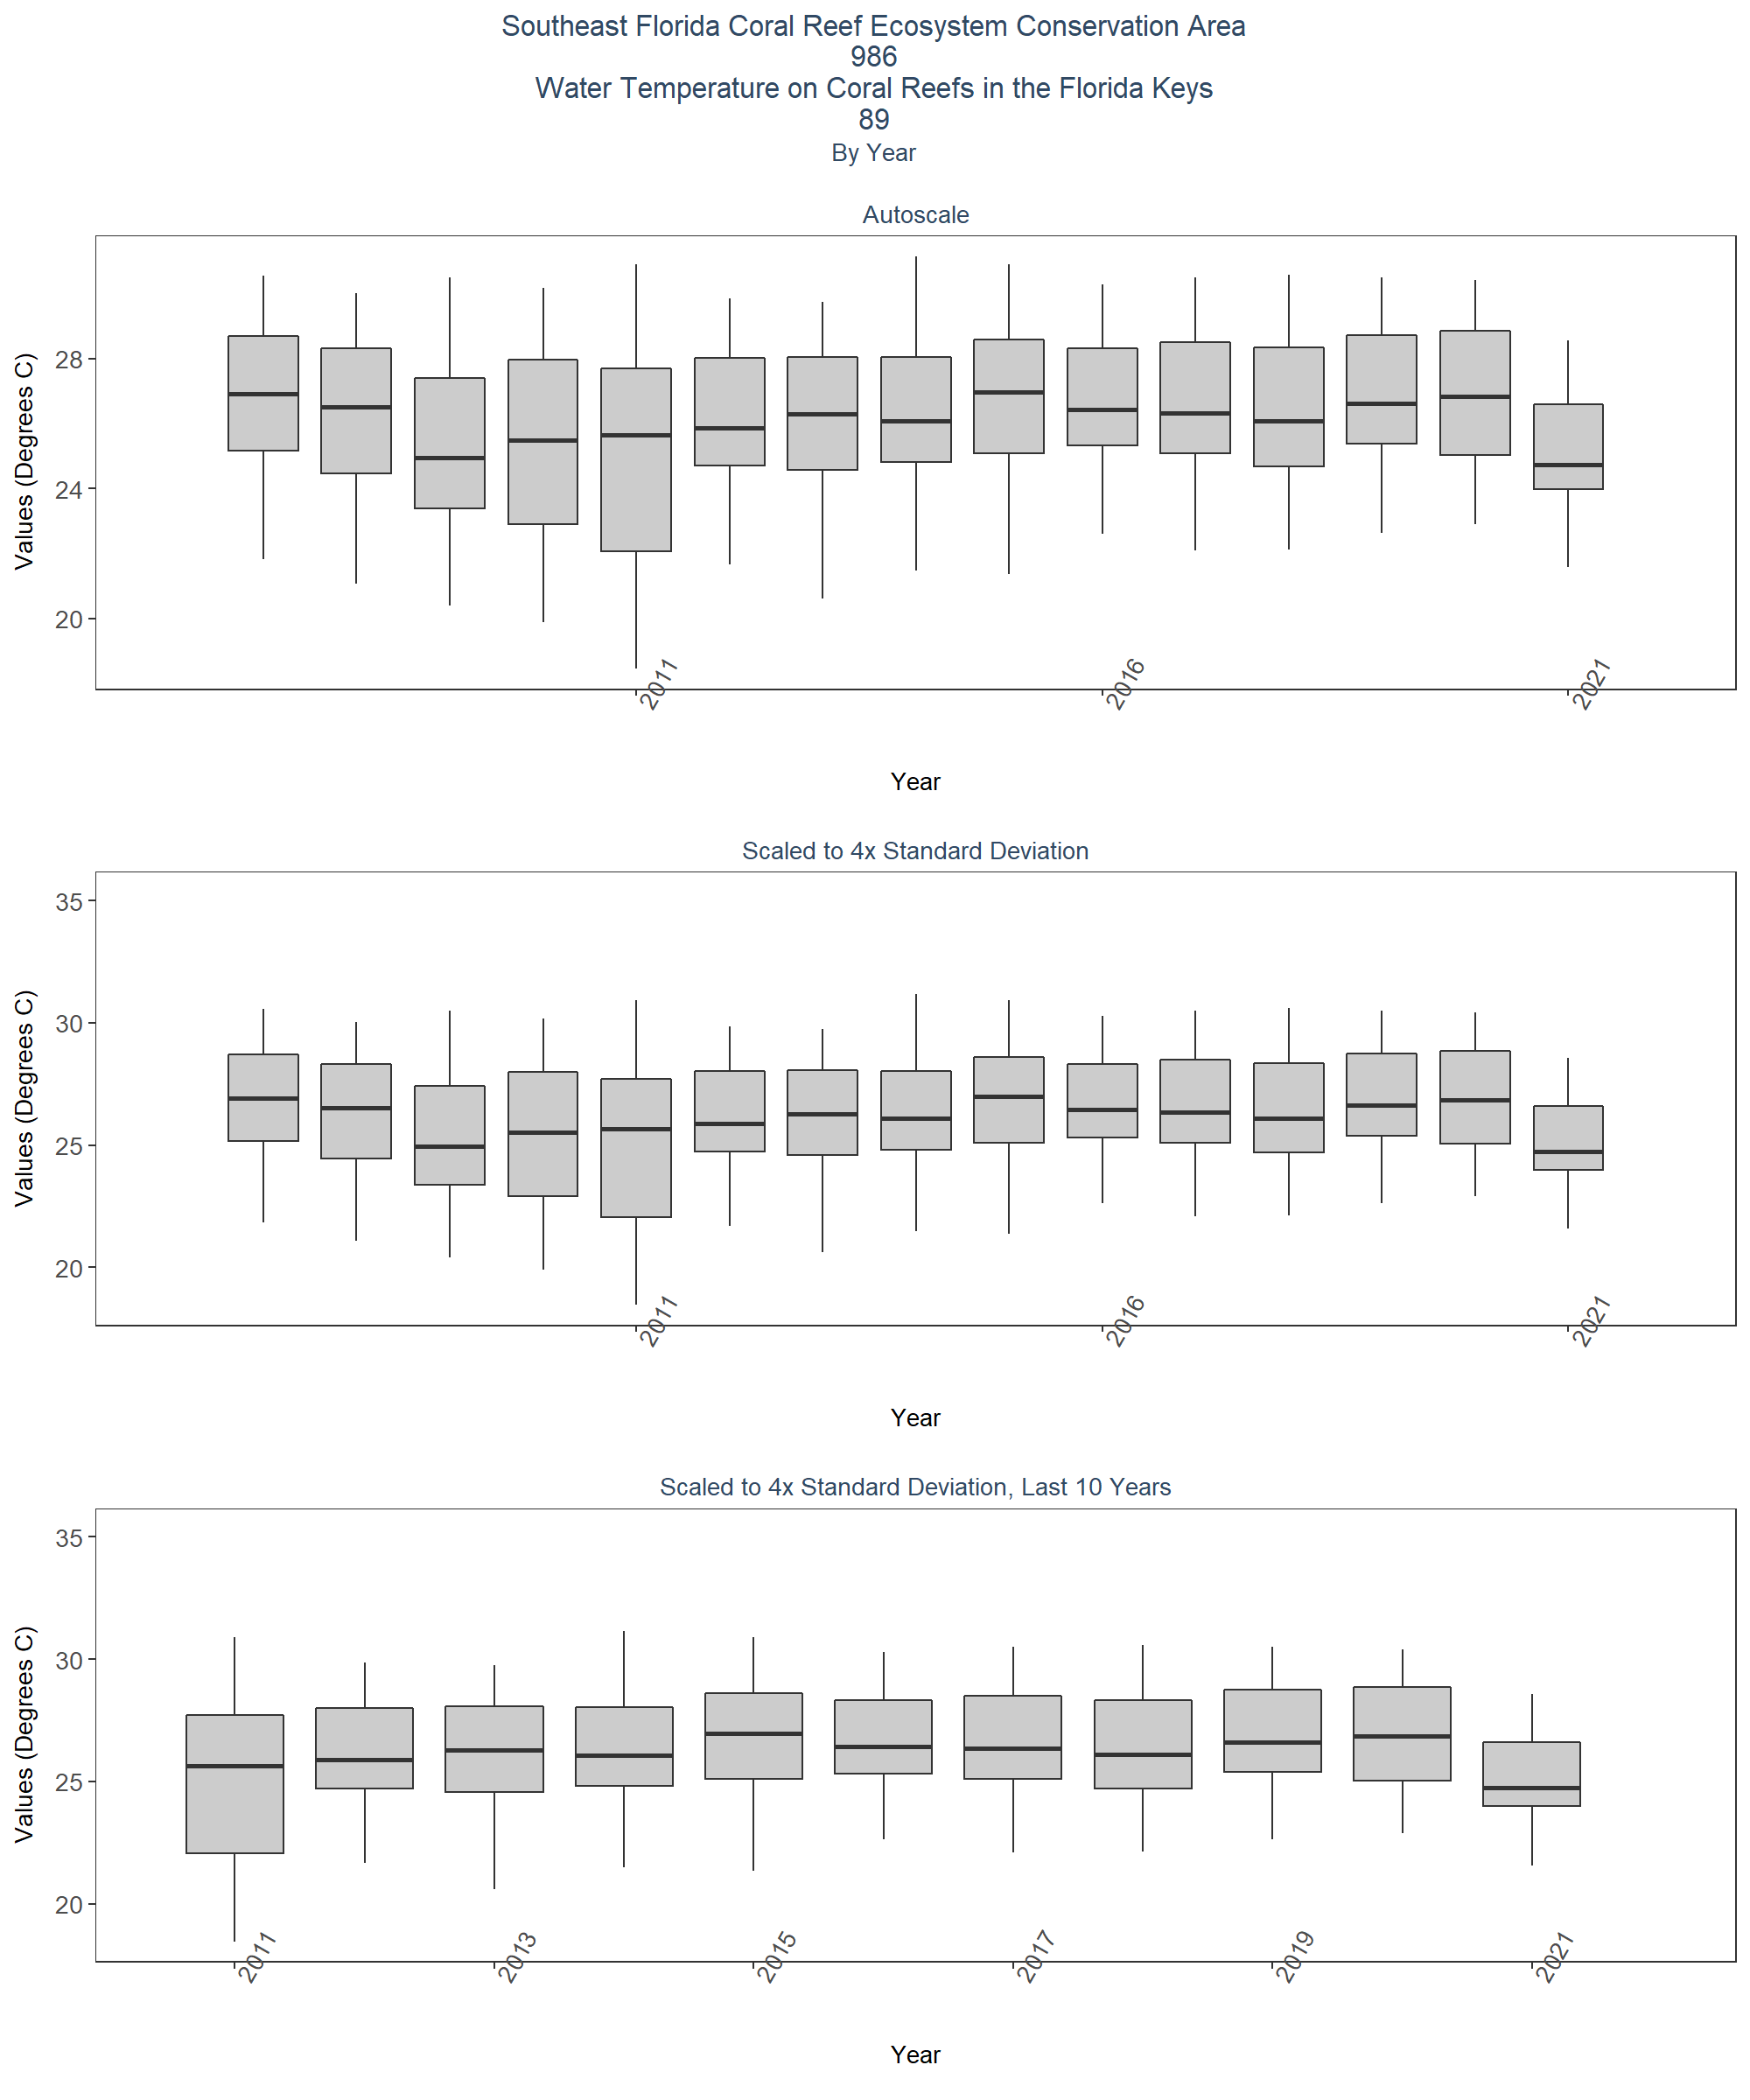 Southeast Florida Coral Reef Ecosystem Conservation Area
986
Water Temperature on Coral Reefs in the Florida Keys
89
By Year
Autoscale
Values (Degrees C)
28
24
20
2011
2016
2021
Year
Scaled to 4x Standard Deviation
Values (Degrees C)
35
30
25
20
2011
2016
2021
Year
Scaled to 4x Standard Deviation, Last 10 Years
Values (Degrees C)
35
30
25
20
2011
2013
2015
2017
2019
2021
Year